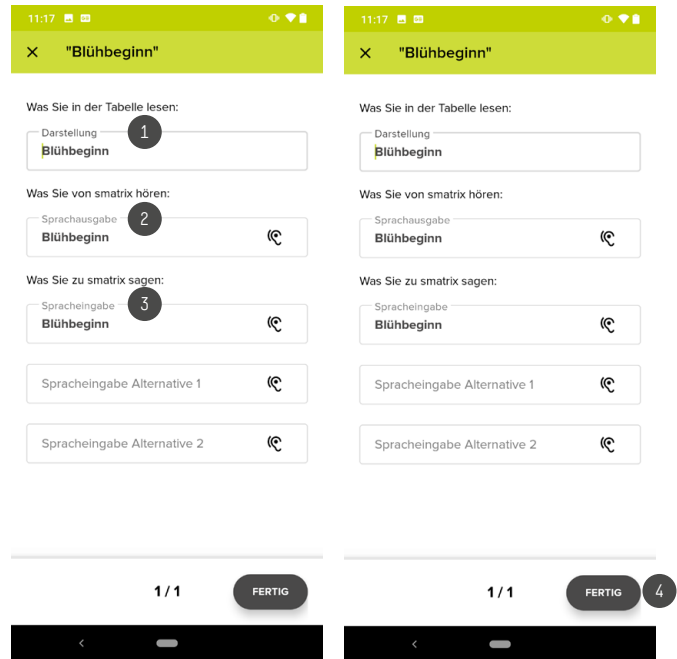 11:17
"Blühbeginn"
Was Sie in der Tabelle lesen:
Darstellung 1
Blühbeginn
Was Sie von smatrix hören:
Sprachausgabe 2
Blühbeginn
Was Sie zu smatrix sagen:
Spracheingabe 3
Blühbeginn
Spracheingabe Alternative 1
Spracheingabe Alternative 2
1 / 1 FERTIG
11:17
"Blühbeginn"
Was Sie in der Tabelle lesen:
Darstellung
Blühbeginn
Was Sie von smatrix hören:
Sprachausgabe
Blühbeginn
Was Sie zu smatrix sagen:
Spracheingabe
Blühbeginn
Spracheingabe Alternative 1
Spracheingabe Alternative 2
1 / 1 FERTIG 4